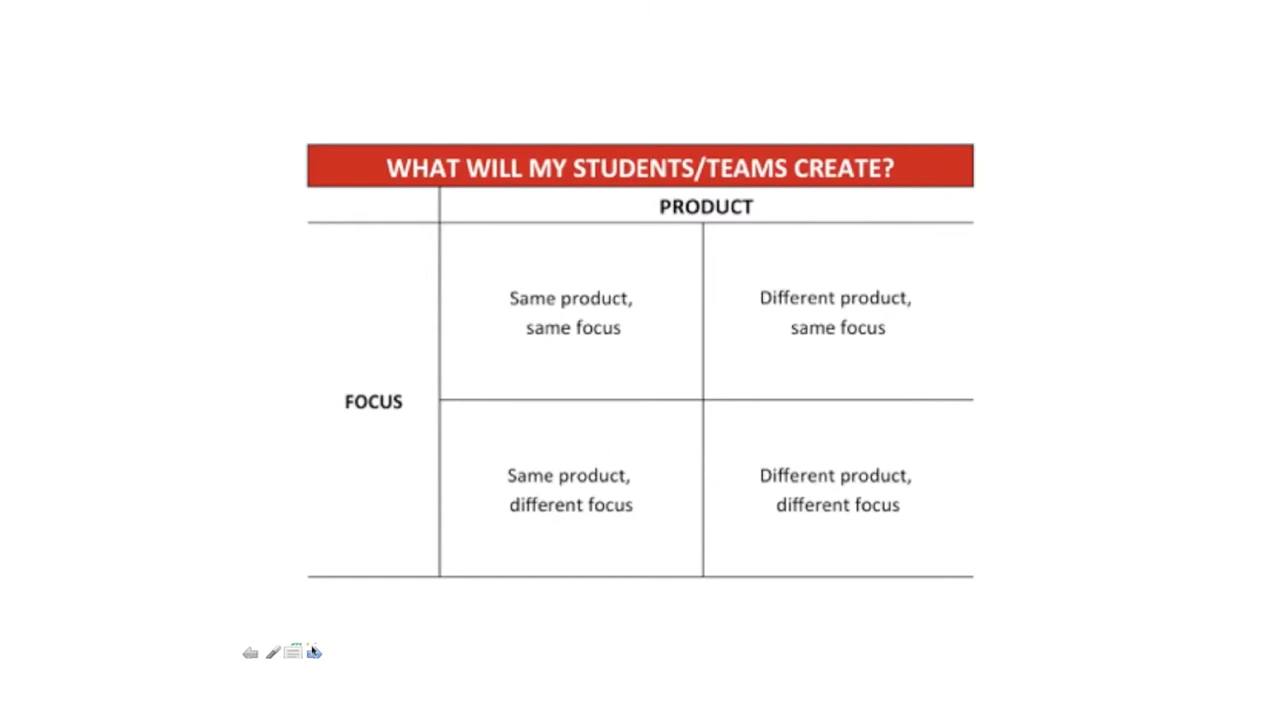 WHAT WILL MY STUDENTS/TEAMS CREATE?
PRODUCT
Same product,
same focus
Different product,
same focus
FOCUS
Same product,
different focus
Different product,
different focus